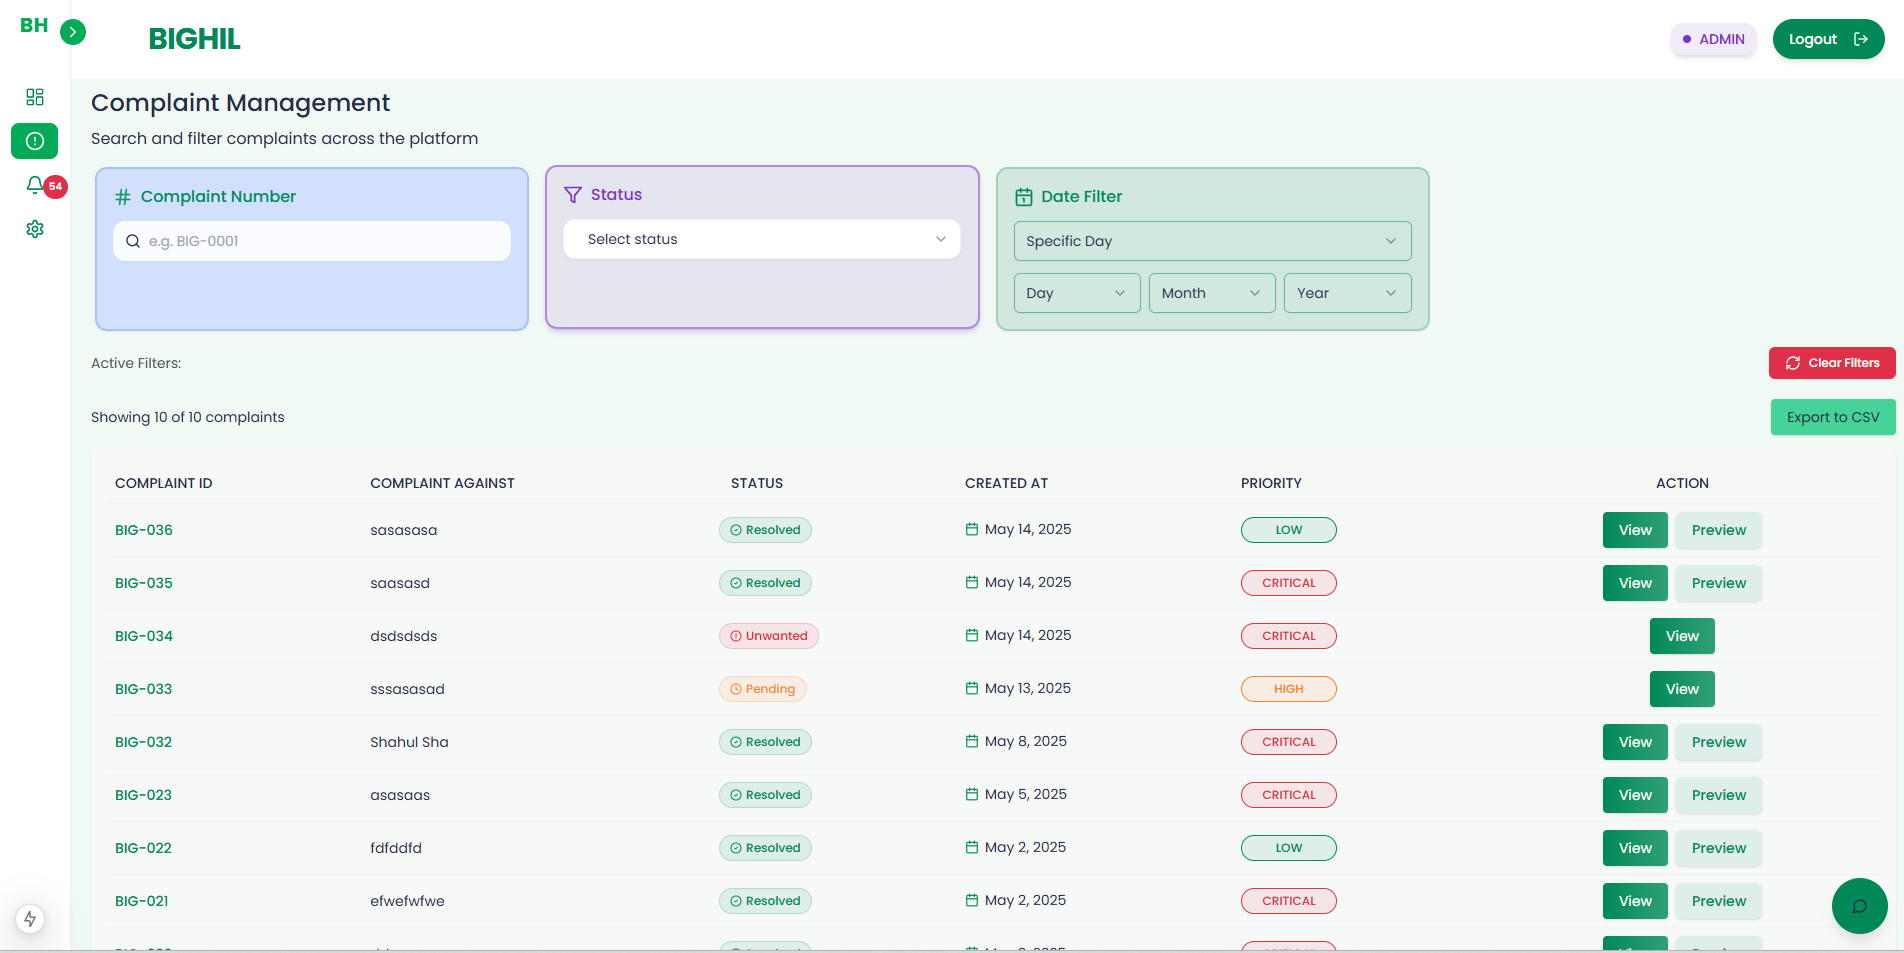 BH
BIGHIL
ADMIN
Logout
54
Complaint Management
Search and filter complaints across the platform
Complaint Number
e.g. BIG-0001
Status
Select status
Date Filter
Specific Day
Day Month Year
Active Filters:
Clear Filters
Showing 10 of 10 complaints
Export to CSV
COMPLAINT ID COMPLAINT AGAINST STATUS CREATED AT PRIORITY ACTION
BIG-036 sasasasa Resolved May 14, 2025 LOW View Preview
BIG-035 saasasd Resolved May 14, 2025 CRITICAL View Preview
BIG-034 dsdsdsds Unwanted May 14, 2025 CRITICAL View
BIG-033 sssasasad Pending May 13, 2025 HIGH View
BIG-032 Shahul Sha Resolved May 8, 2025 CRITICAL View Preview
BIG-023 asasaas Resolved May 5, 2025 CRITICAL View Preview
BIG-022 fdfddfd Resolved May 2, 2025 LOW View Preview
BIG-021 efwefwfwe Resolved May 2, 2025 CRITICAL View Preview